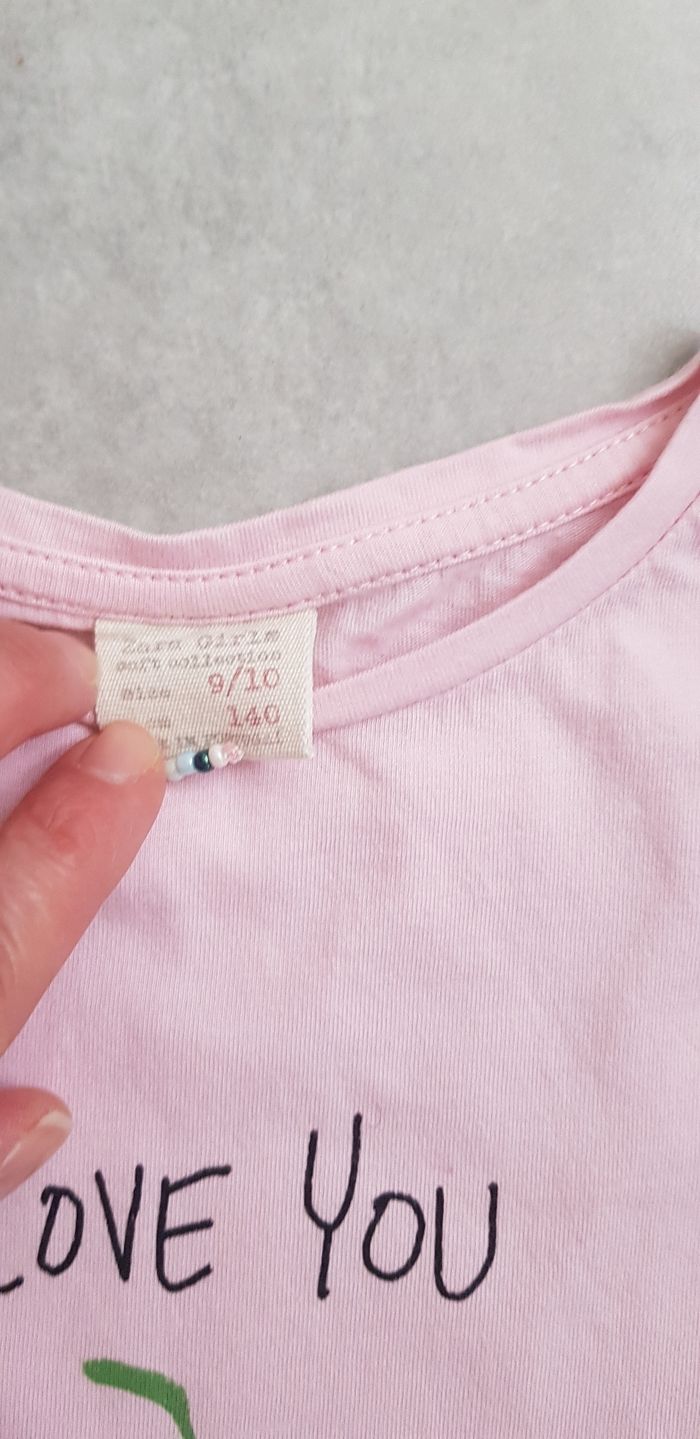 Zara Girls
soft collection
Size 9/10
140
LOVE YOU